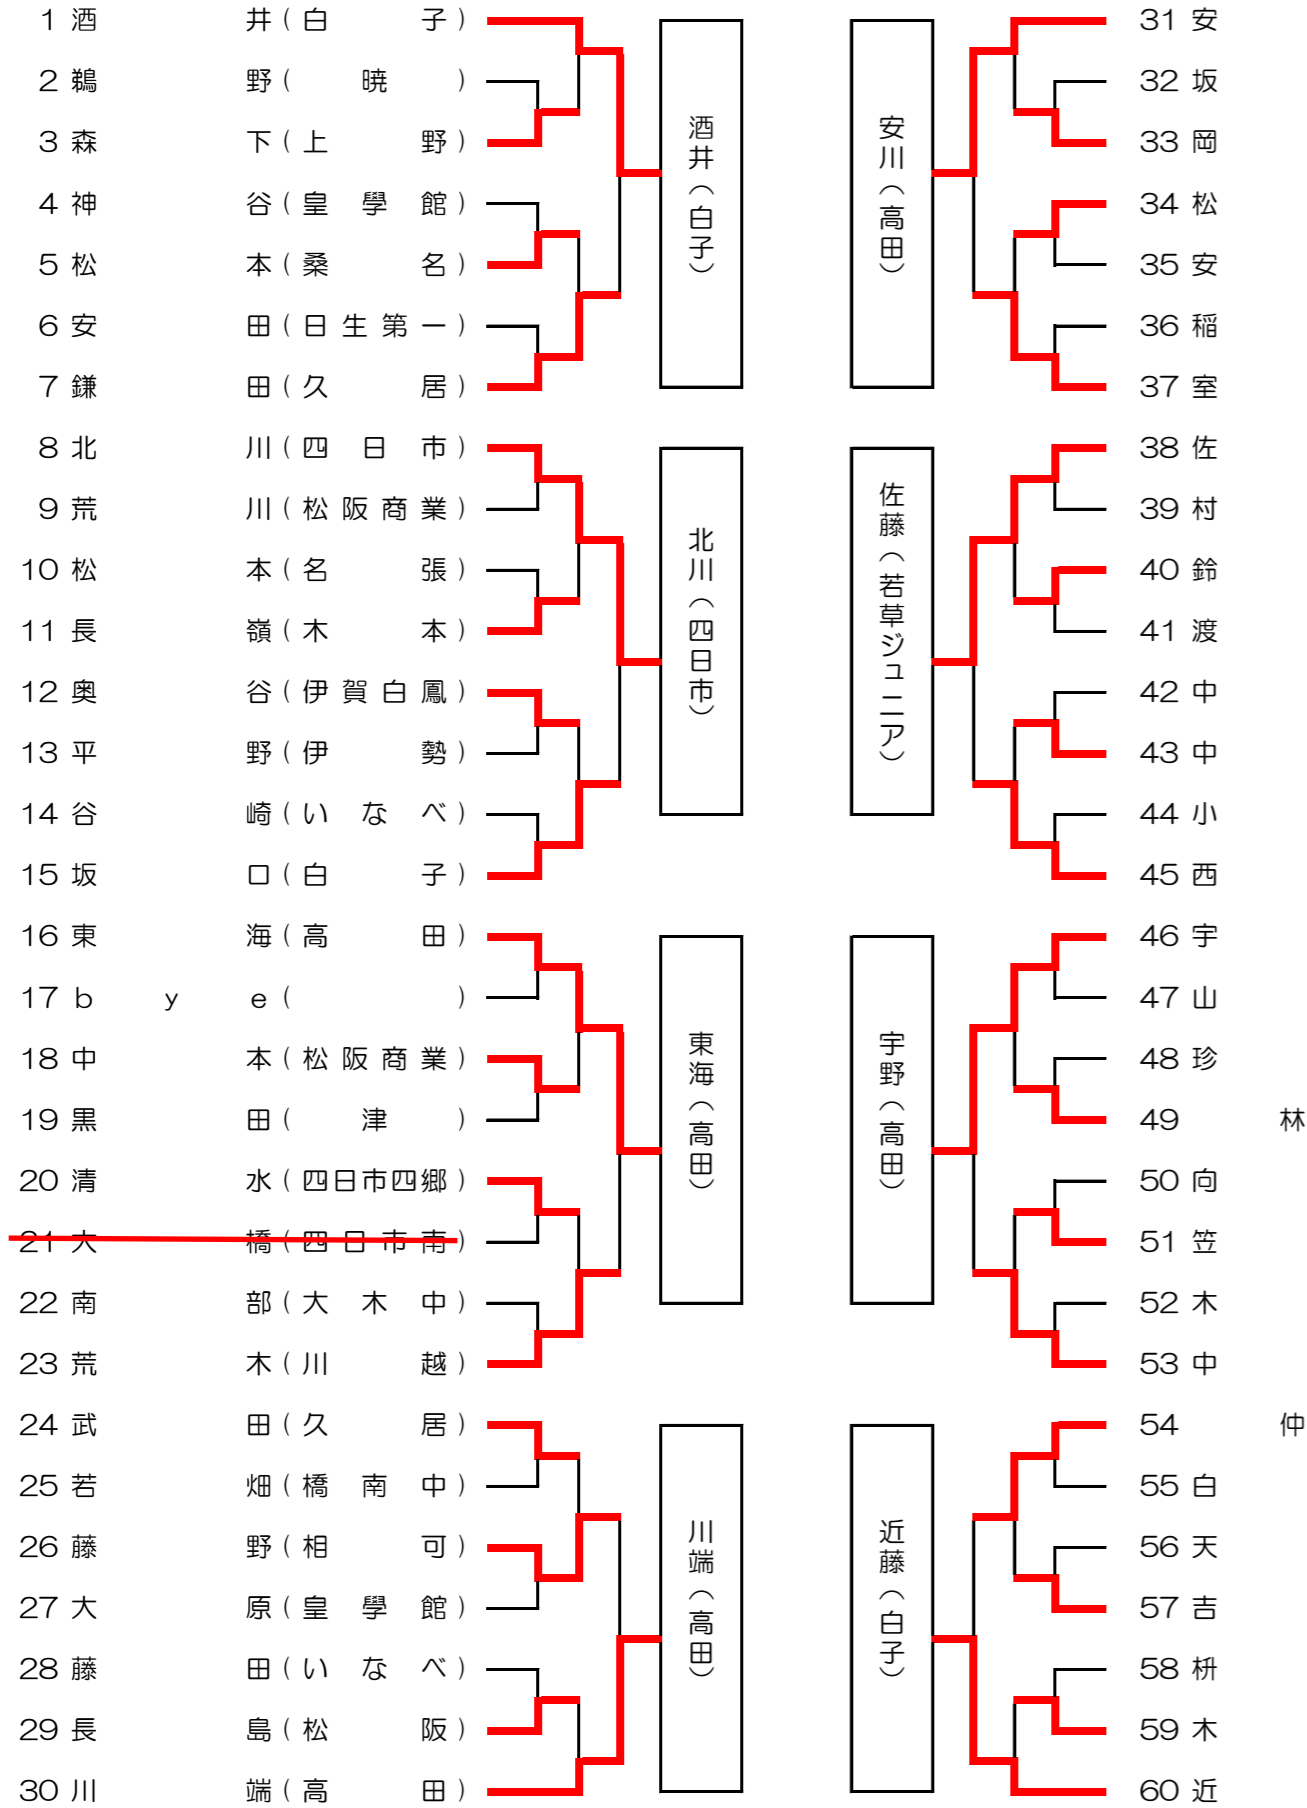 1 酒井(白子)
2 鵜野(暁)
3 森下(上野)
4 神谷(皇學館)
5 松本(桑名)
6 安田(日生第一)
7 鎌田(久居)
8 北川(四日市)
9 荒川(松阪商業)
10 松本(名張)
11 長嶺(木本)
12 奥谷(伊賀白鳳)
13 平野(伊勢)
14 谷崎(いなべ)
15 坂口(白子)
16 東海(高田)
17 bye( )
18 中本(松阪商業)
19 黒田(津)
20 清水(四日市四郷)
21 大橋(四日市南)
22 南部(大木中)
23 荒木(川越)
24 武田(久居)
25 若畑(橋南中)
26 藤野(相可)
27 大原(皇學館)
28 藤田(いなべ)
29 長島(松阪)
30 川端(高田)
酒井(白子)
北川(四日市)
東海(高田)
川端(高田)
安川(高田)
佐藤(若草ジュニア)
宇野(高田)
近藤(白子)
31 安
32 坂
33 岡
34 松
35 安
36 稲
37 室
38 佐
39 村
40 鈴
41 渡
42 中
43 中
44 小
45 西
46 宇
47 山
48 珍
49 林
50 向
51 笠
52 木
53 中
54 仲
55 白
56 天
57 吉
58 枡
59 木
60 近